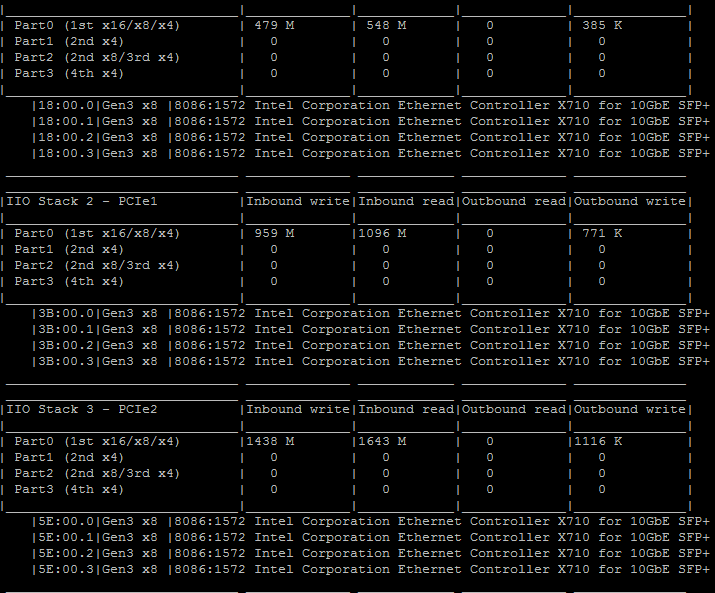 Part0 (1st x16/x8/x4) | 479 M | 548 M | 0 | 385 K |
Part1 (2nd x4) | 0 | 0 | 0 | 0 |
Part2 (2nd x8/3rd x4) | 0 | 0 | 0 | 0 |
Part3 (4th x4) | 0 | 0 | 0 | 0 |
|18:00.0|Gen3 x8 |8086:1572 Intel Corporation Ethernet Controller X710 for 10GbE SFP+
|18:00.1|Gen3 x8 |8086:1572 Intel Corporation Ethernet Controller X710 for 10GbE SFP+
|18:00.2|Gen3 x8 |8086:1572 Intel Corporation Ethernet Controller X710 for 10GbE SFP+
|18:00.3|Gen3 x8 |8086:1572 Intel Corporation Ethernet Controller X710 for 10GbE SFP+
|IIO Stack 2 - PCIe1 |Inbound write|Inbound read|Outbound read|Outbound write|
| Part0 (1st x16/x8/x4) | 959 M |1096 M | 0 | 771 K |
| Part1 (2nd x4) | 0 | 0 | 0 | 0 |
| Part2 (2nd x8/3rd x4) | 0 | 0 | 0 | 0 |
| Part3 (4th x4) | 0 | 0 | 0 | 0 |
|3B:00.0|Gen3 x8 |8086:1572 Intel Corporation Ethernet Controller X710 for 10GbE SFP+
|3B:00.1|Gen3 x8 |8086:1572 Intel Corporation Ethernet Controller X710 for 10GbE SFP+
|3B:00.2|Gen3 x8 |8086:1572 Intel Corporation Ethernet Controller X710 for 10GbE SFP+
|3B:00.3|Gen3 x8 |8086:1572 Intel Corporation Ethernet Controller X710 for 10GbE SFP+
|IIO Stack 3 - PCIe2 |Inbound write|Inbound read|Outbound read|Outbound write|
| Part0 (1st x16/x8/x4) |1438 M |1643 M | 0 |1116 K |
| Part1 (2nd x4) | 0 | 0 | 0 | 0 |
| Part2 (2nd x8/3rd x4) | 0 | 0 | 0 | 0 |
| Part3 (4th x4) | 0 | 0 | 0 | 0 |
|5E:00.0|Gen3 x8 |8086:1572 Intel Corporation Ethernet Controller X710 for 10GbE SFP+
|5E:00.1|Gen3 x8 |8086:1572 Intel Corporation Ethernet Controller X710 for 10GbE SFP+
|5E:00.2|Gen3 x8 |8086:1572 Intel Corporation Ethernet Controller X710 for 10GbE SFP+
|5E:00.3|Gen3 x8 |8086:1572 Intel Corporation Ethernet Controller X710 for 10GbE SFP+